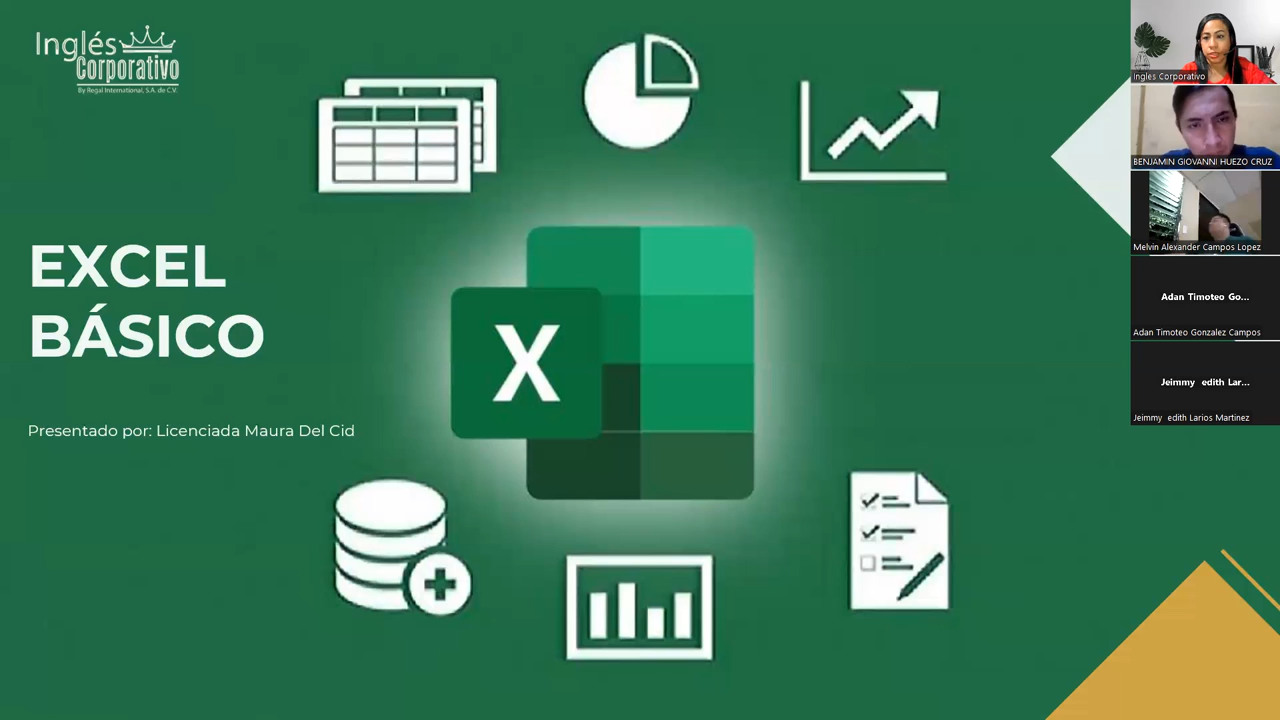 Inglés
Corporativo
By Regal International, S.A. de C.V.
EXCEL
BÁSICO
Presentado por: Licenciada Maura Del Cid
X
Ingles Corporativo
BENJAMIN GIOVANNI HUEZO CRUZ
Melvin Alexander Campos Lopez
Adan Timoteo Go...
Adan Timoteo Gonzalez Campos
Jeimmy edith Lar...
Jeimmy edith Larios Martinez